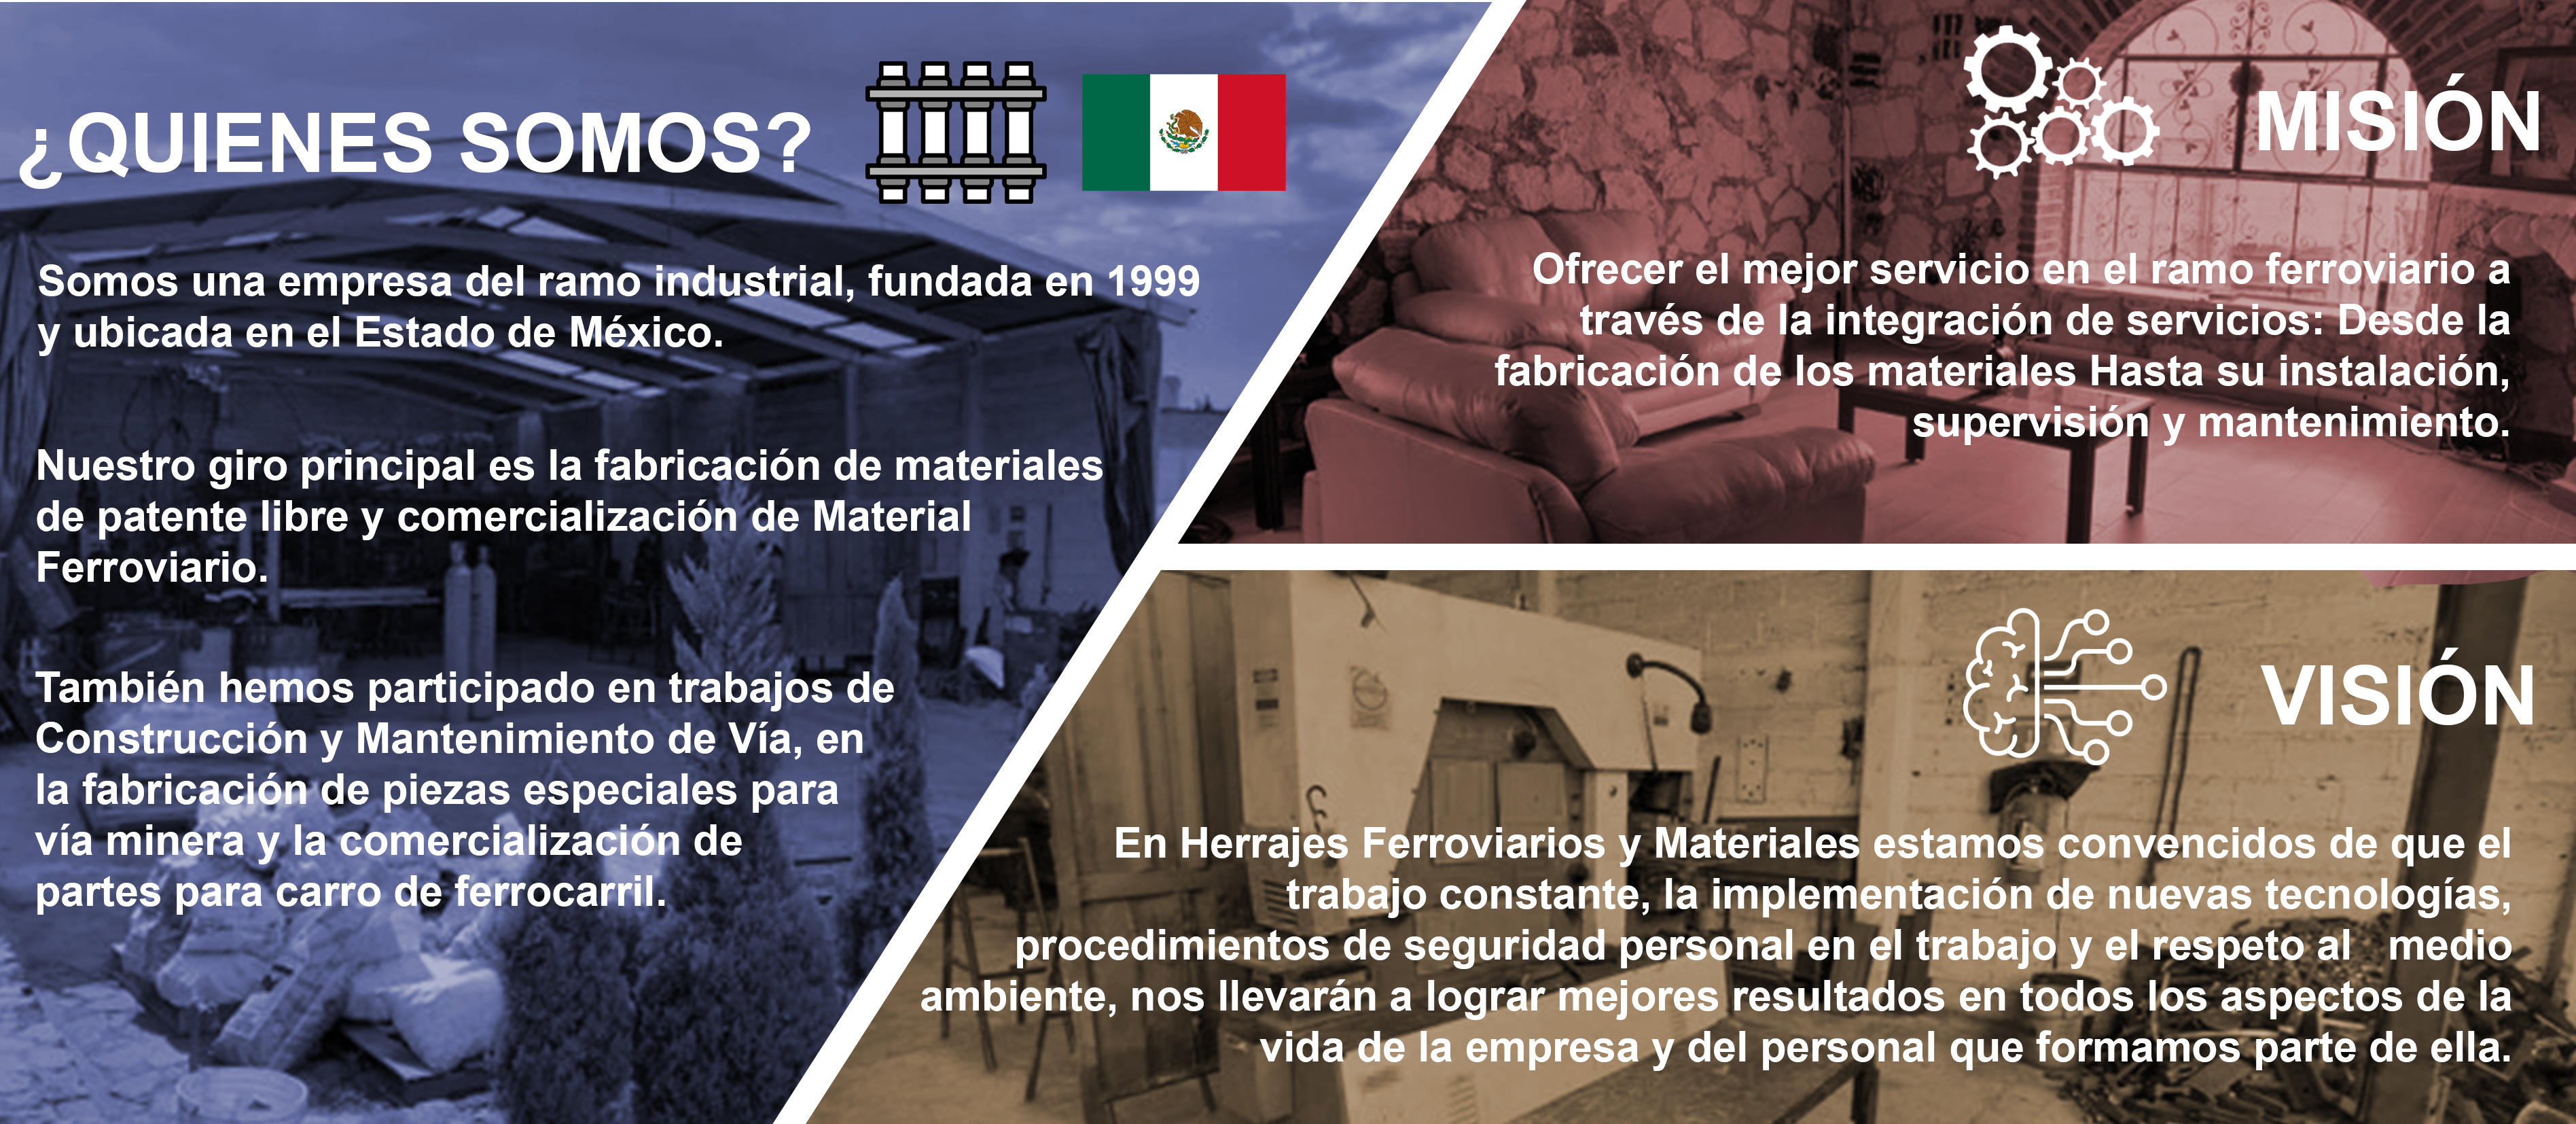 ¿QUIENES SOMOS?
Somos una empresa del ramo industrial, fundada en 1999
y ubicada en el Estado de México.
Nuestro giro principal es la fabricación de materiales
de patente libre y comercialización de Material
Ferroviario.
También hemos participado en trabajos de
Construcción y Mantenimiento de Vía, en
la fabricación de piezas especiales para
vía minera y la comercialización de
partes para carro de ferrocarril.
MISIÓN
Ofrecer el mejor servicio en el ramo ferroviario a
través de la integración de servicios: Desde la
fabricación de los materiales Hasta su instalación,
supervisión y mantenimiento.
VISIÓN
En Herrajes Ferroviarios y Materiales estamos convencidos de que el
trabajo constante, la implementación de nuevas tecnologías,
procedimientos de seguridad personal en el trabajo y el respeto al   medio
ambiente, nos llevarán a lograr mejores resultados en todos los aspectos de la
vida de la empresa y del personal que formamos parte de ella.